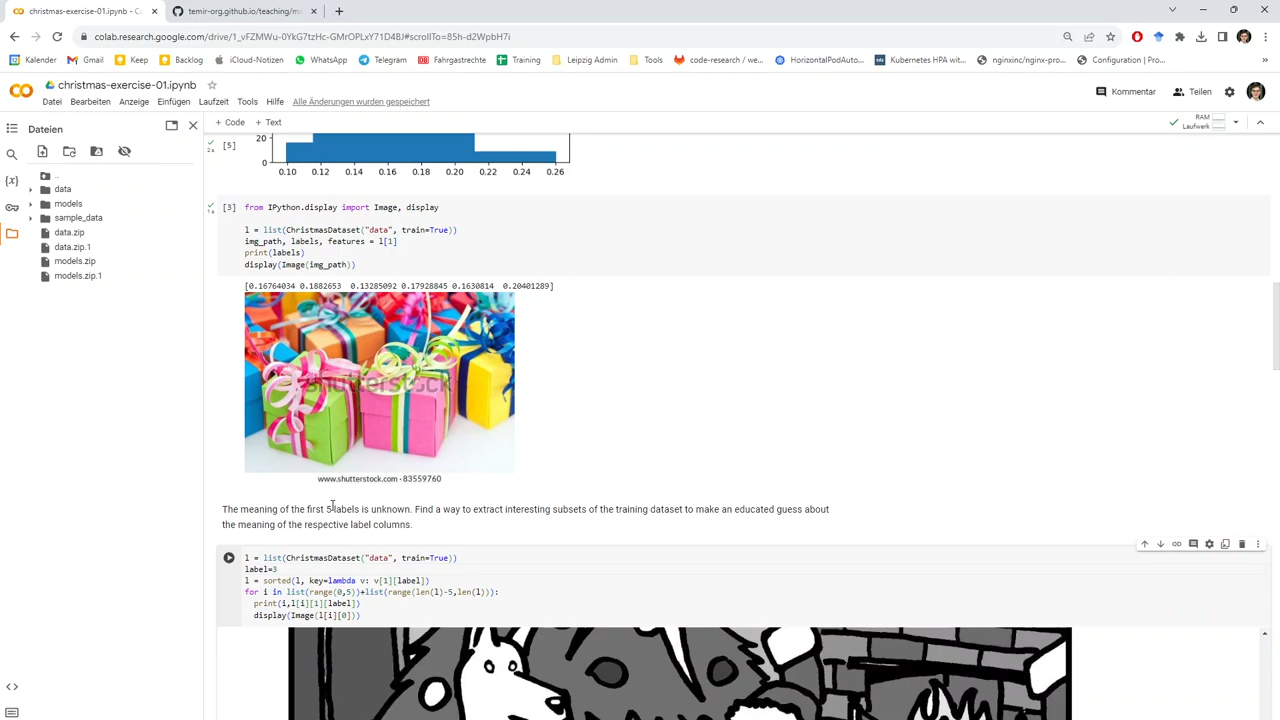 christmas-exercise-01.ipynb - Co
temir-org.github.io/teaching/ma
colab.research.google.com/drive/1_vFZMWu-0YkG7tzHc-GMrOPLxY71D4BJ#scrollTo=85h-d2WpbH7i
Kalender
Gmail
Keep
Backlog
iCloud-Notizen
WhatsApp
Telegram
Fahrgastrechte
Training
Leipzig Admin
Tools
code-research / we...
HorizontalPodAutor...
Kubernetes HPA wit...
nginxinc/nginx-pro...
Configuration | Pro...
christmas-exercise-01.ipynb
Kommentar
Teilen
Datei Bearbeiten Anzeige Einfügen Laufzeit Tools Hilfe Alle Änderungen wurden gespeichert
Dateien
+ Code + Text
RAM
Laufwerk
..
data
models
sample_data
data.zip
data.zip.1
models.zip
models.zip.1
[5]
20
0
0.10 0.12 0.14 0.16 0.18 0.20 0.22 0.24 0.26
2s
[3] from IPython.display import Image, display
1s
l = list(ChristmasDataset("data", train=True))
img_path, labels, features = l[1]
print(labels)
display(Image(img_path))
[0.16764034 0.1882653 0.13285092 0.17928845 0.1630814 0.20401289]
shutterstock
www.shutterstock.com · 83559760
The meaning of the first 5 labels is unknown. Find a way to extract interesting subsets of the training dataset to make an educated guess about
the meaning of the respective label columns.
l = list(ChristmasDataset("data", train=True))
label=3
l = sorted(l, key=lambda v: v[1][label])
for i in list(range(0,5))+list(range(len(l)-5,len(l))):
print(i,l[i][1][label])
display(Image(l[i][0]))